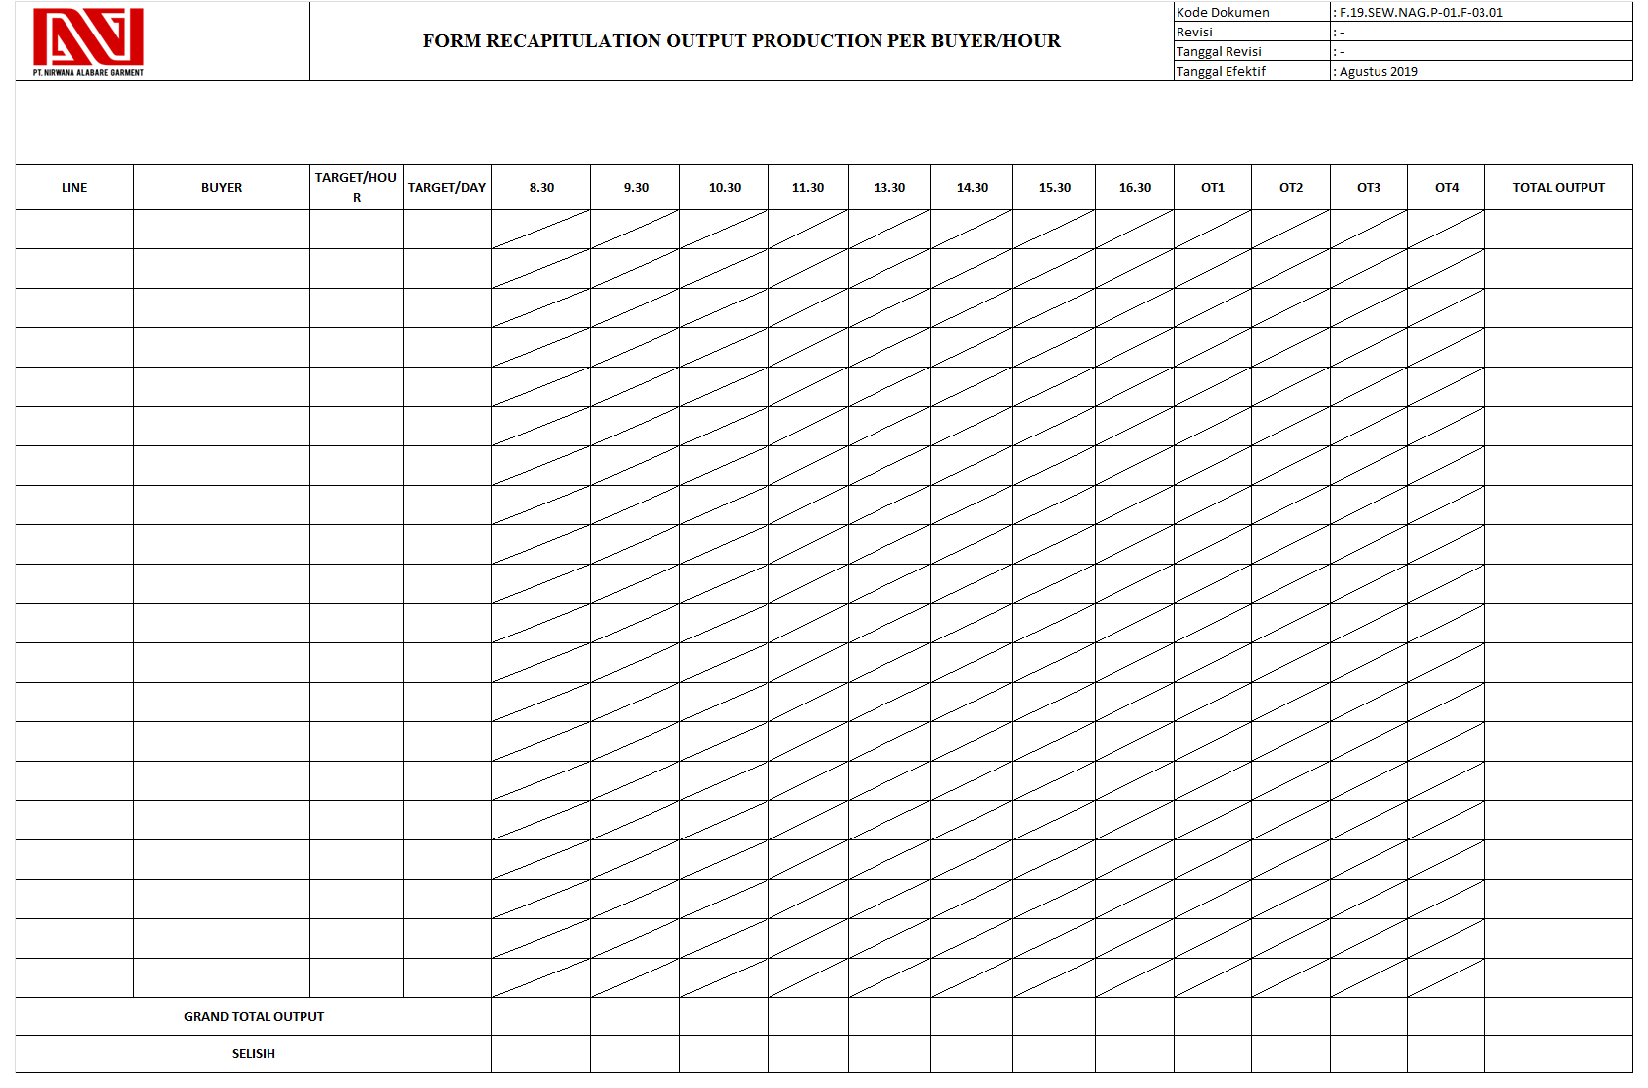 PT. NIRWANA ALABARE GARMENT
FORM RECAPITULATION OUTPUT PRODUCTION PER BUYER/HOUR
Kode Dokumen : F.19.SEW.NAG.P-01.F-03.01
Revisi : -
Tanggal Revisi : -
Tanggal Efektif : Agustus 2019
LINE BUYER TARGET/HOU
R TARGET/DAY 8.30 9.30 10.30 11.30 13.30 14.30 15.30 16.30 OT1 OT2 OT3 OT4 TOTAL OUTPUT
GRAND TOTAL OUTPUT
SELISIH